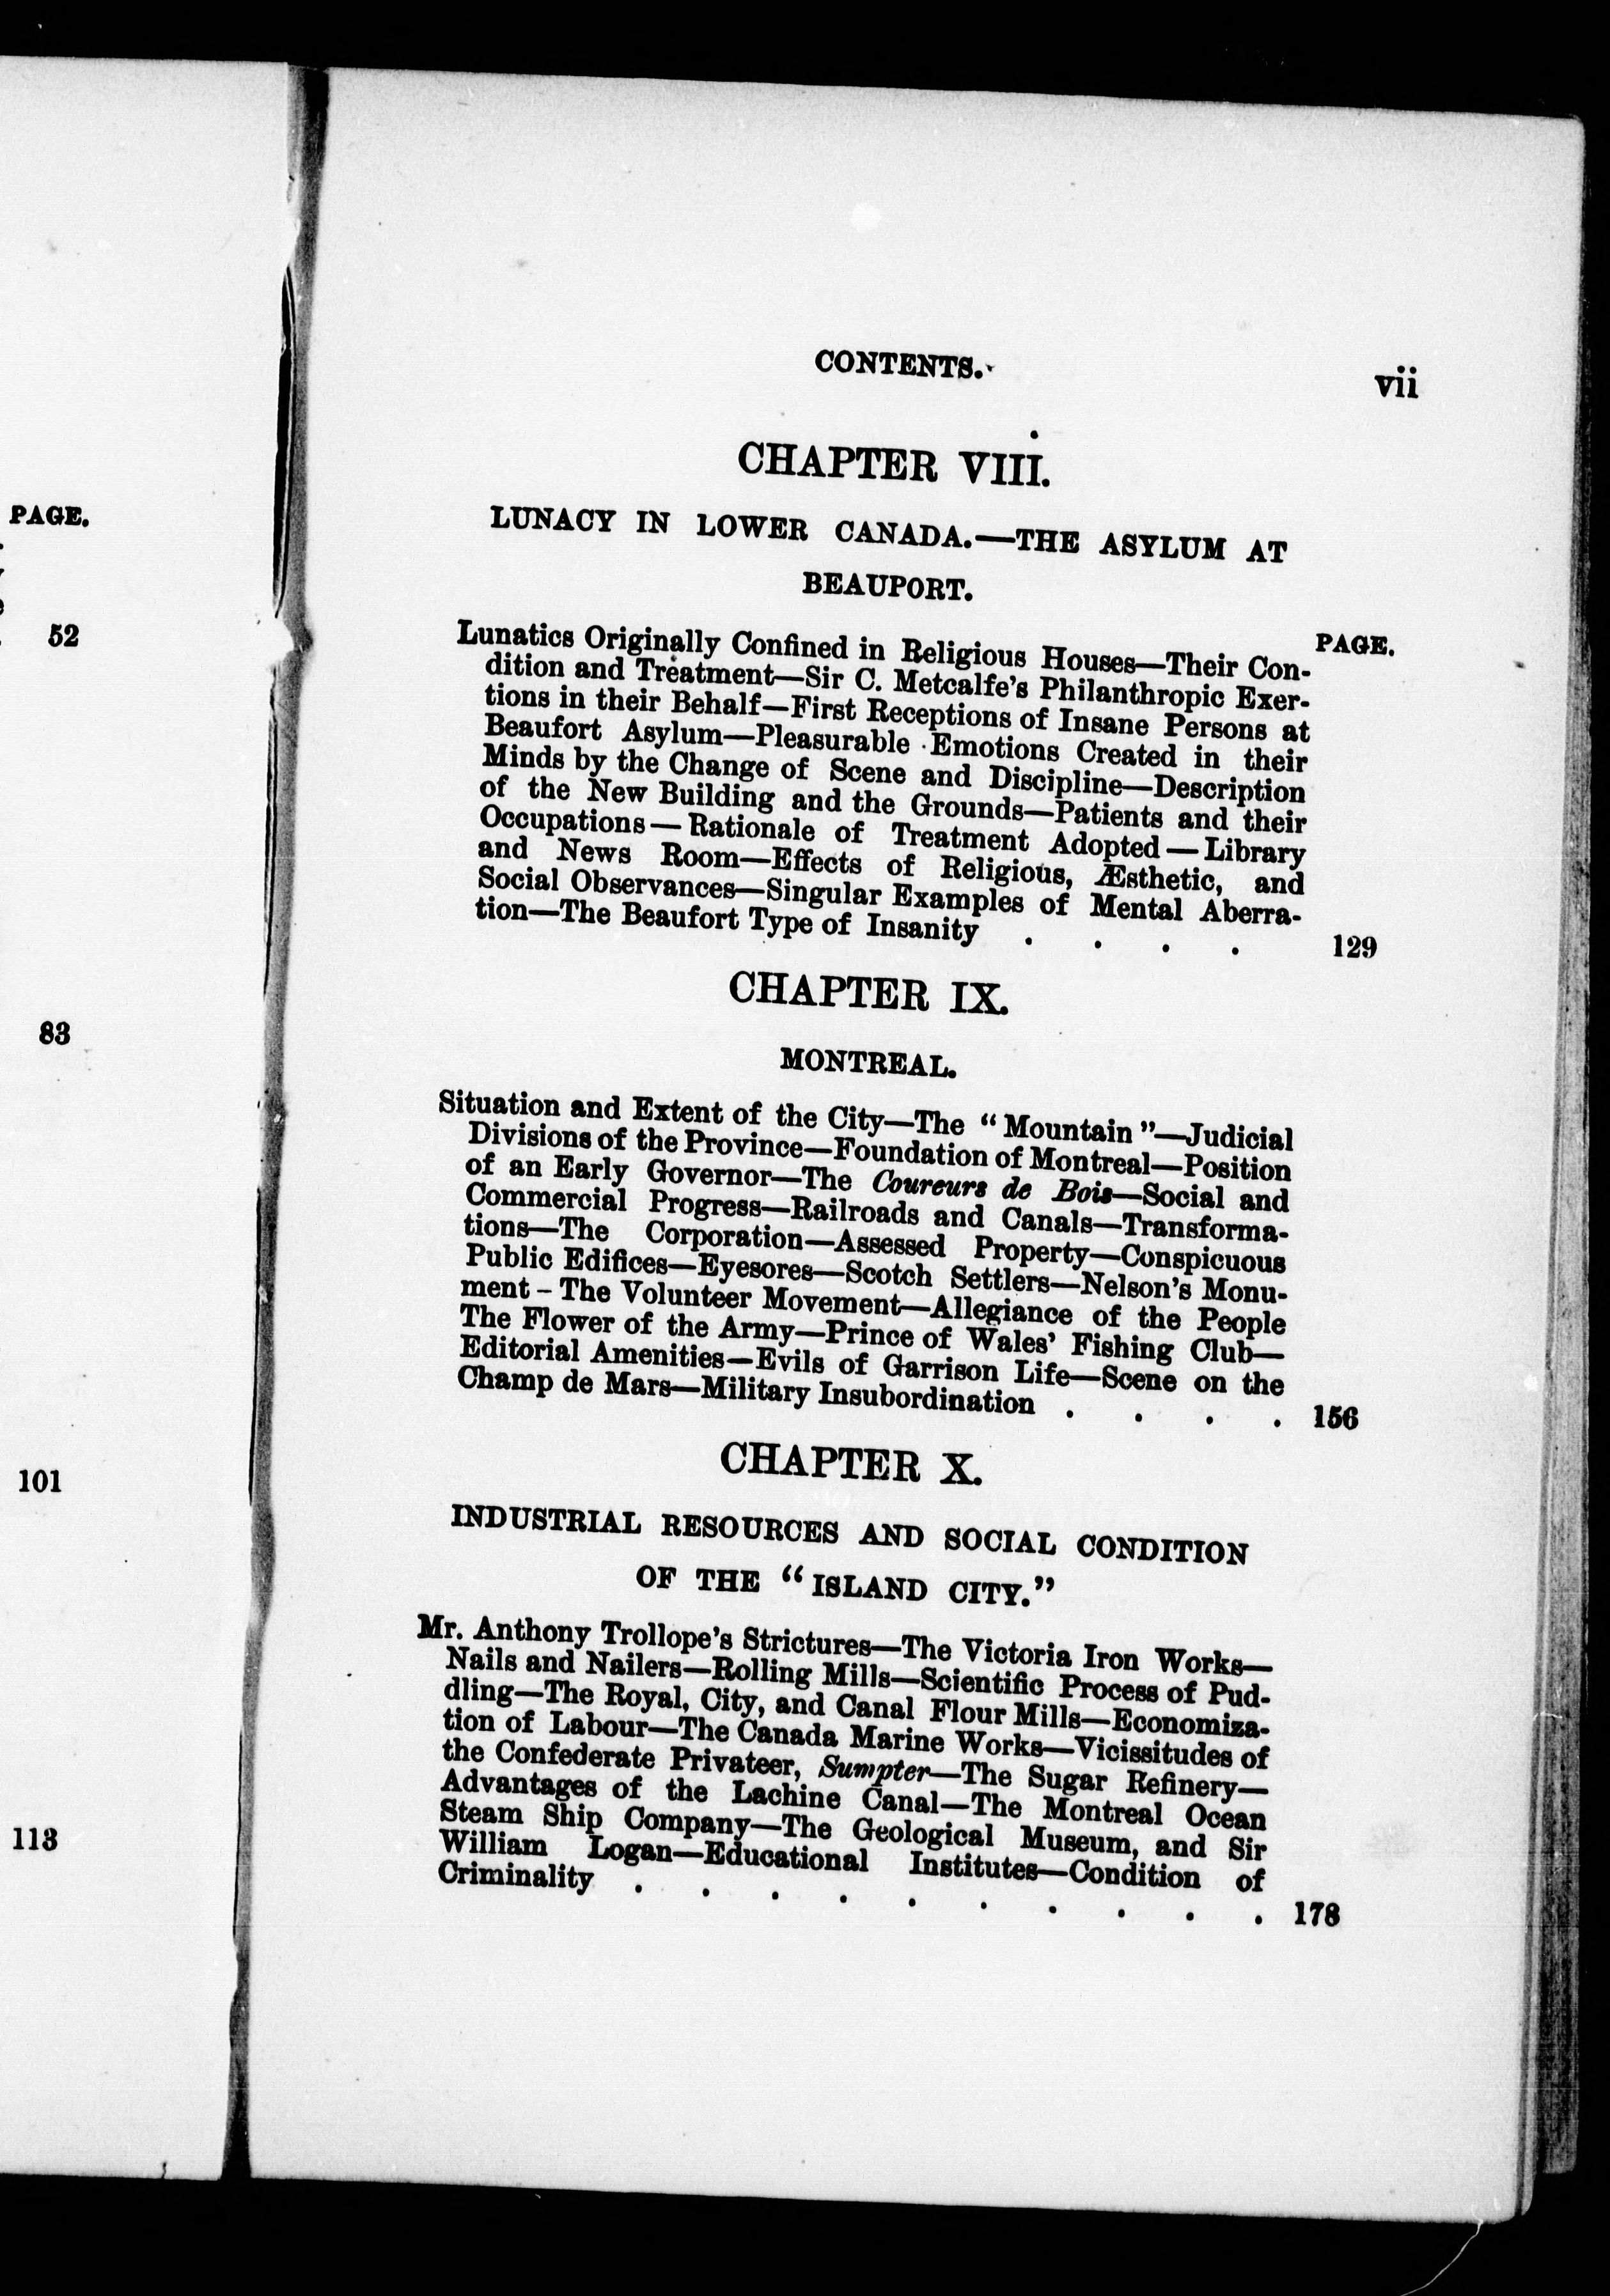 PAGE.
52
83
101
113
CONTENTS.
vii
CHAPTER VIII.
LUNACY IN LOWER CANADA.—THE ASYLUM AT
BEAUPORT.
PAGE.
Lunatics Originally Confined in Religious Houses—Their Con-
dition and Treatment—Sir C. Metcalfe's Philanthropic Exer-
tions in their Behalf—First Receptions of Insane Persons at
Beaufort Asylum—Pleasurable Emotions Created in their
Minds by the Change of Scene and Discipline—Description
of the New Building and the Grounds—Patients and their
Occupations—Rationale of Treatment Adopted—Library
and News Room—Effects of Religious, Æsthetic, and
Social Observances—Singular Examples of Mental Aberra-
tion—The Beaufort Type of Insanity . . . . 129
CHAPTER IX.
MONTREAL.
Situation and Extent of the City—The “Mountain”—Judicial
Divisions of the Province—Foundation of Montreal—Position
of an Early Governor—The Coureurs de Bois—Social and
Commercial Progress—Railroads and Canals—Transforma-
tions—The Corporation—Assessed Property—Conspicuous
Public Edifices—Eyesores—Scotch Settlers—Nelson's Monu-
ment - The Volunteer Movement—Allegiance of the People
The Flower of the Army—Prince of Wales' Fishing Club—
Editorial Amenities—Evils of Garrison Life—Scene on the
Champ de Mars—Military Insubordination . . . . 156
CHAPTER X.
INDUSTRIAL RESOURCES AND SOCIAL CONDITION
OF THE “ISLAND CITY.”
Mr. Anthony Trollope's Strictures—The Victoria Iron Works—
Nails and Nailers—Rolling Mills—Scientific Process of Pud-
dling—The Royal, City, and Canal Flour Mills—Economiza-
tion of Labour—The Canada Marine Works—Vicissitudes of
the Confederate Privateer, Sumpter—The Sugar Refinery—
Advantages of the Lachine Canal—The Montreal Ocean
Steam Ship Company—The Geological Museum, and Sir
William Logan—Educational Institutes—Condition of
Criminality . . . . . . . . . . 178